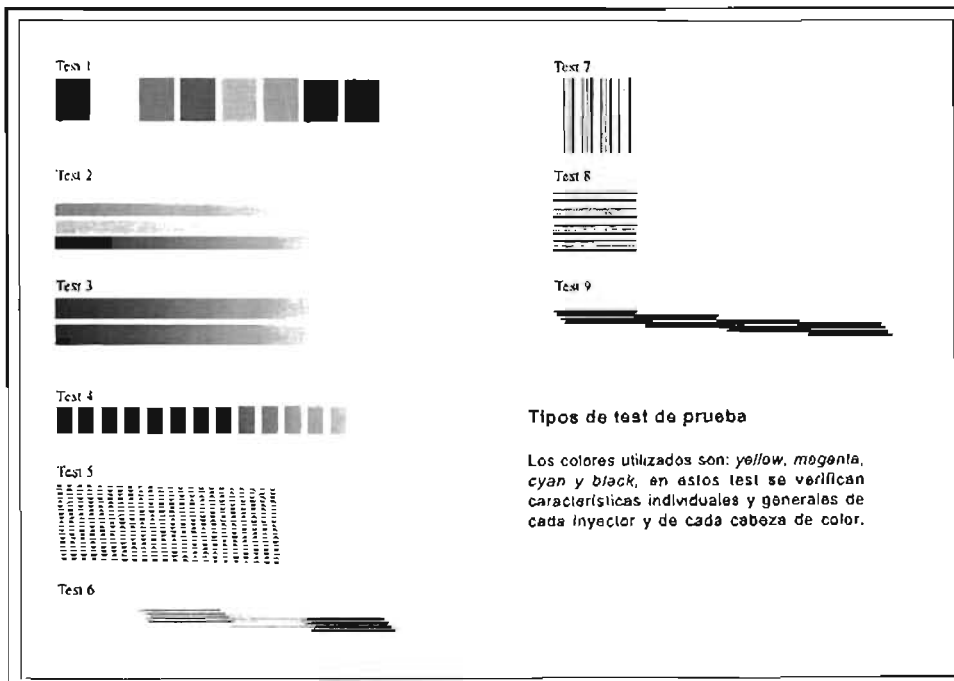 Test 1
Test 2
Test 3
Test 4
Test 5
Test 6
Test 7
Test 8
Test 9
Tipos de test de prueba
Los colores utilizados son: yellow, magenta,
cyan y black, en estos test se verifican
características individuales y generales de
cada inyector y de cada cabeza de color.